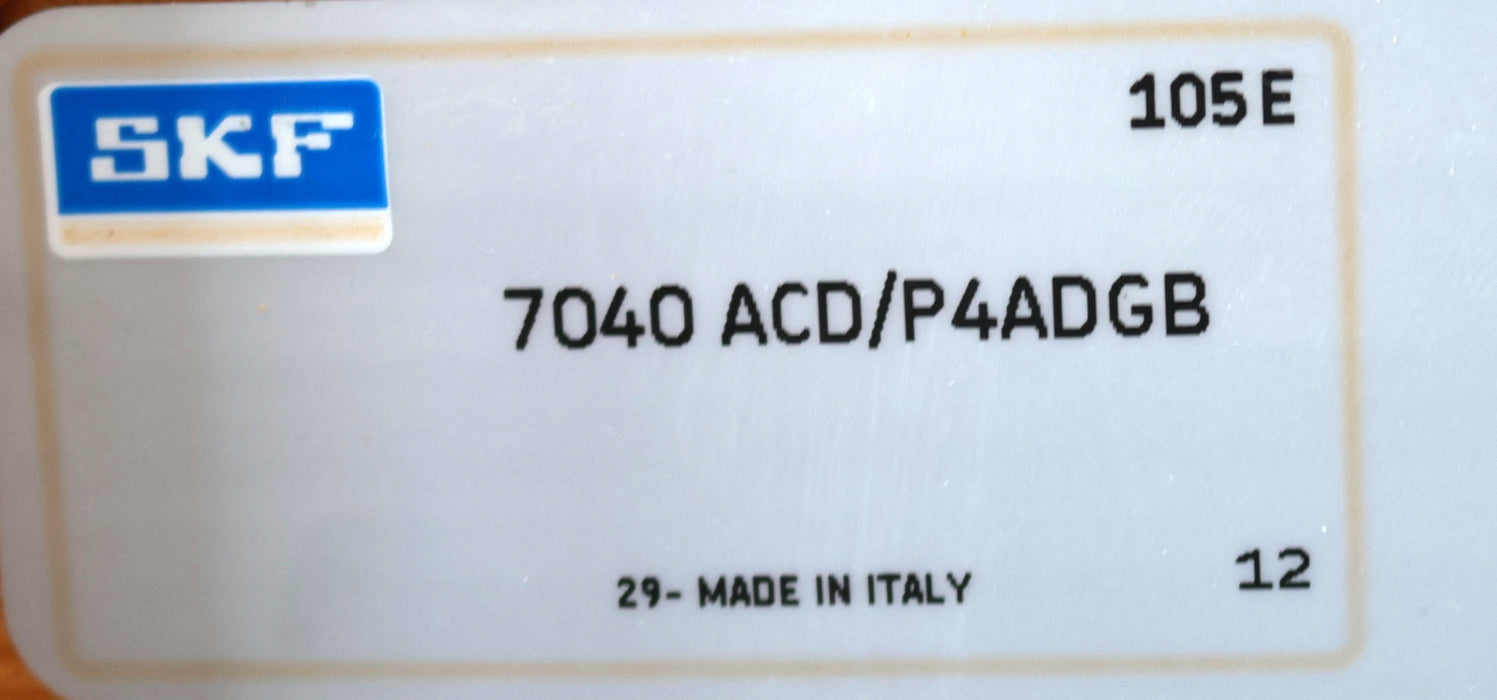 SKF
105E
7040 ACD/P4ADGB
29- MADE IN ITALY
12